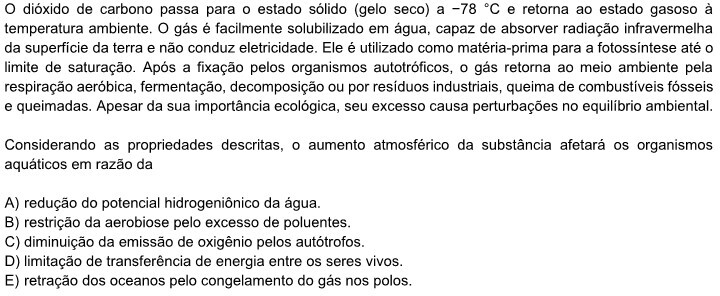 O dióxido de carbono passa para o estado sólido (gelo seco) a −78 °C e retorna ao estado gasoso à
temperatura ambiente. O gás é facilmente solubilizado em água, capaz de absorver radiação infravermelha
da superfície da terra e não conduz eletricidade. Ele é utilizado como matéria-prima para a fotossíntese até o
limite de saturação. Após a fixação pelos organismos autotróficos, o gás retorna ao meio ambiente pela
respiração aeróbica, fermentação, decomposição ou por resíduos industriais, queima de combustíveis fósseis
e queimadas. Apesar da sua importância ecológica, seu excesso causa perturbações no equilíbrio ambiental.
Considerando as propriedades descritas, o aumento atmosférico da substância afetará os organismos
aquáticos em razão da
A) redução do potencial hidrogeniônico da água.
B) restrição da aerobiose pelo excesso de poluentes.
C) diminuição da emissão de oxigênio pelos autótrofos.
D) limitação de transferência de energia entre os seres vivos.
E) retração dos oceanos pelo congelamento do gás nos polos.